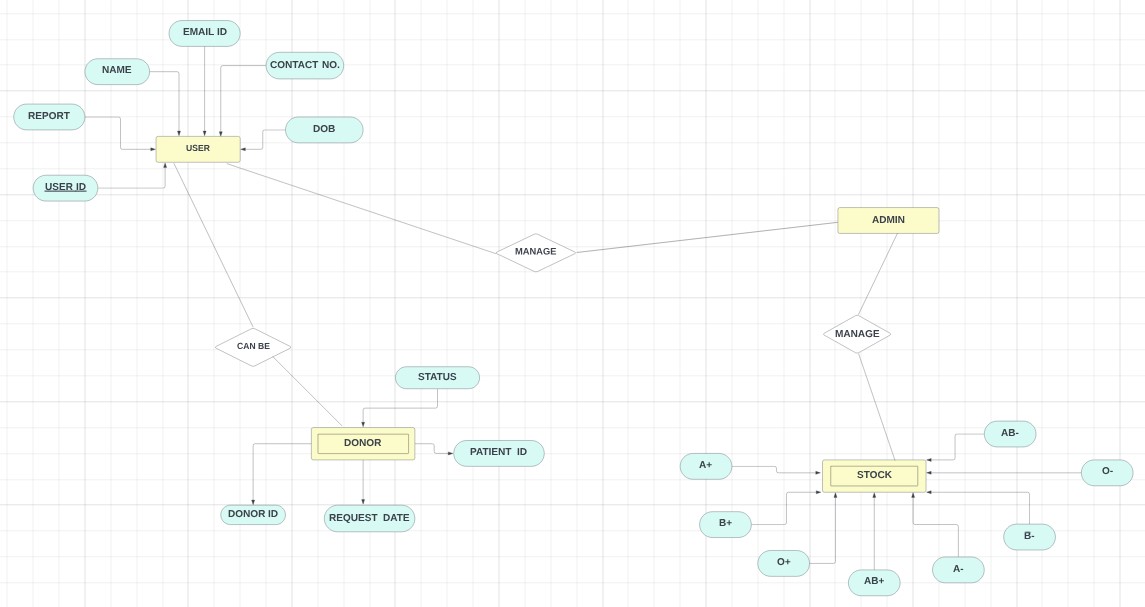 EMAIL ID
CONTACT NO.
NAME
REPORT
DOB
USER
USER ID
ADMIN
MANAGE
MANAGE
CAN BE
STATUS
DONOR
PATIENT ID
DONOR ID
REQUEST DATE
AB-
A+
STOCK
O-
B+
B-
O+
A-
AB+